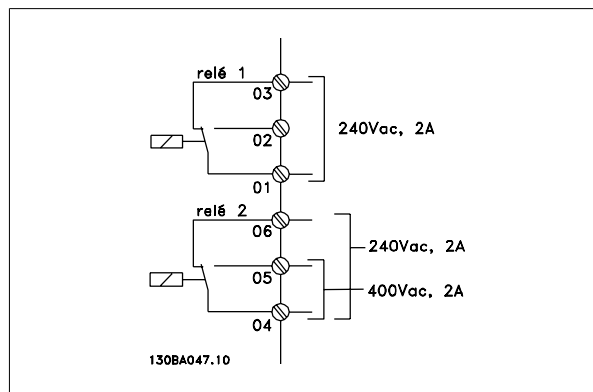 relé 1
03
02
01
240Vac, 2A
relé 2
06
05
04
240Vac, 2A
400Vac, 2A
130BA047.10